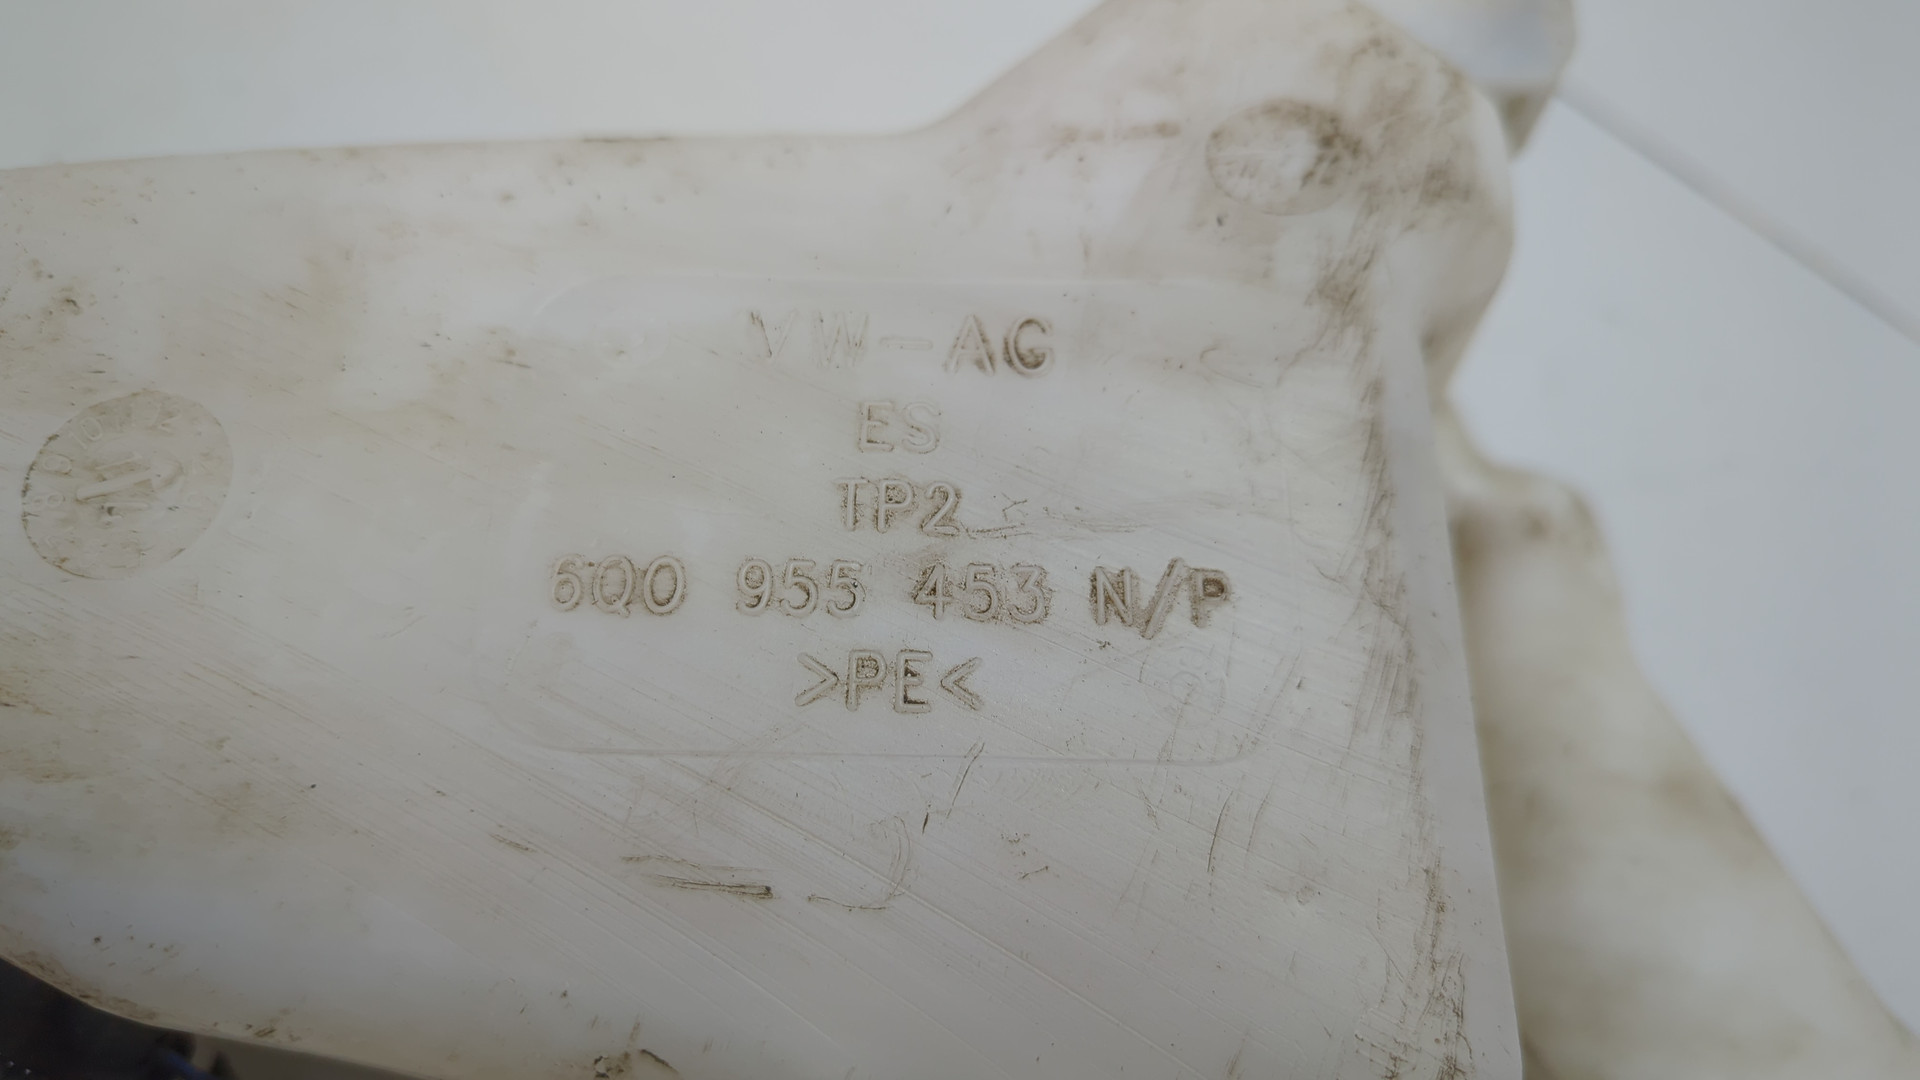 VW-AG
ES
TP2
6Q0 955 453 N/P
>PE<